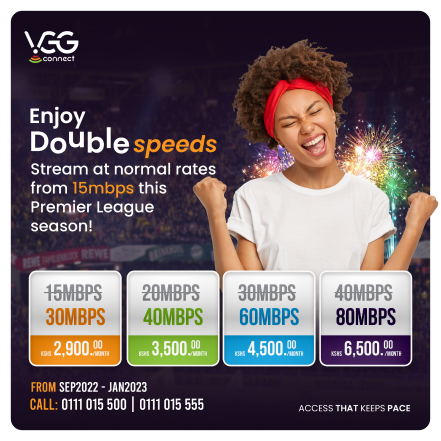 VGG
connect
Enjoy
Double speeds
Stream at normal rates
from 15mbps this
Premier League
season!
REWE
15MBPS 20MBPS 30MBPS 40MBPS
30MBPS 40MBPS 60MBPS 80MBPS
KSHS 2,900.00/MONTH KSHS 3,500.00/MONTH KSHS 4,500.00/MONTH KSHS 6,500.00/MONTH
FROM SEP2022 - JAN2023
CALL: 0111 015 500 | 0111 015 555
ACCESS THAT KEEPS PACE